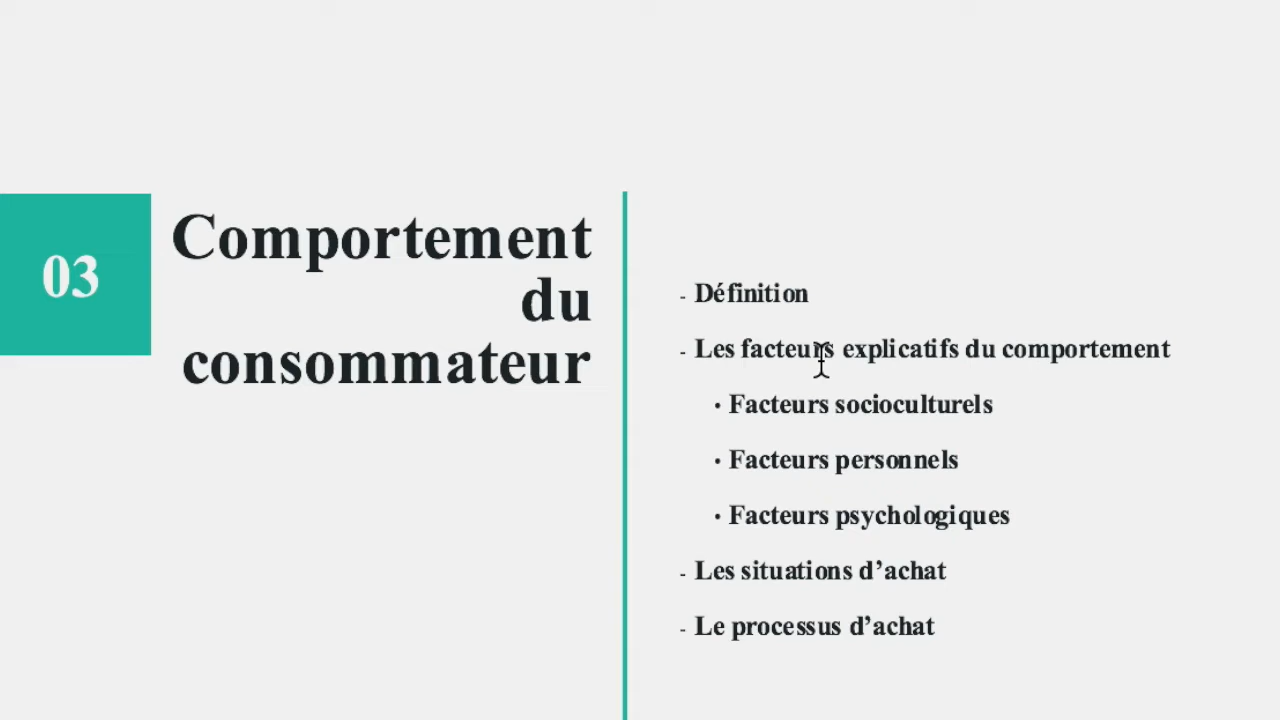 03
Comportement
du
consommateur
- Définition
- Les facteurs explicatifs du comportement
• Facteurs socioculturels
• Facteurs personnels
• Facteurs psychologiques
- Les situations d’achat
- Le processus d’achat